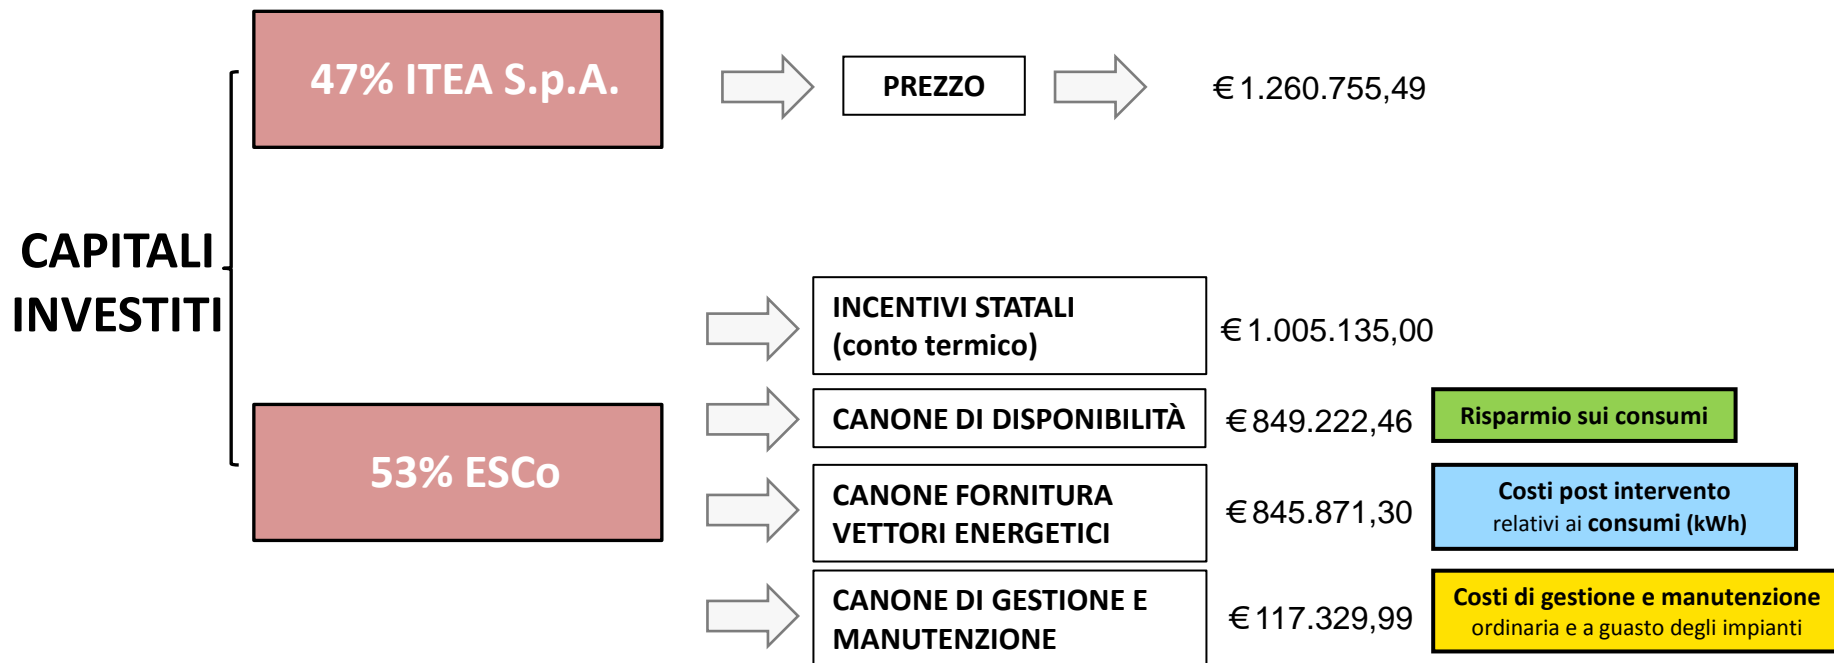 47% ITEA S.p.A.
PREZZO
€ 1.260.755,49
CAPITALI
INVESTITI
INCENTIVI STATALI
(conto termico)
€ 1.005.135,00
53% ESCo
CANONE DI DISPONIBILITÀ
€ 849.222,46
Risparmio sui consumi
CANONE FORNITURA
VETTORI ENERGETICI
€ 845.871,30
Costi post intervento
relativi ai consumi (kWh)
CANONE DI GESTIONE E
MANUTENZIONE
€ 117.329,99
Costi di gestione e manutenzione
ordinaria e a guasto degli impianti